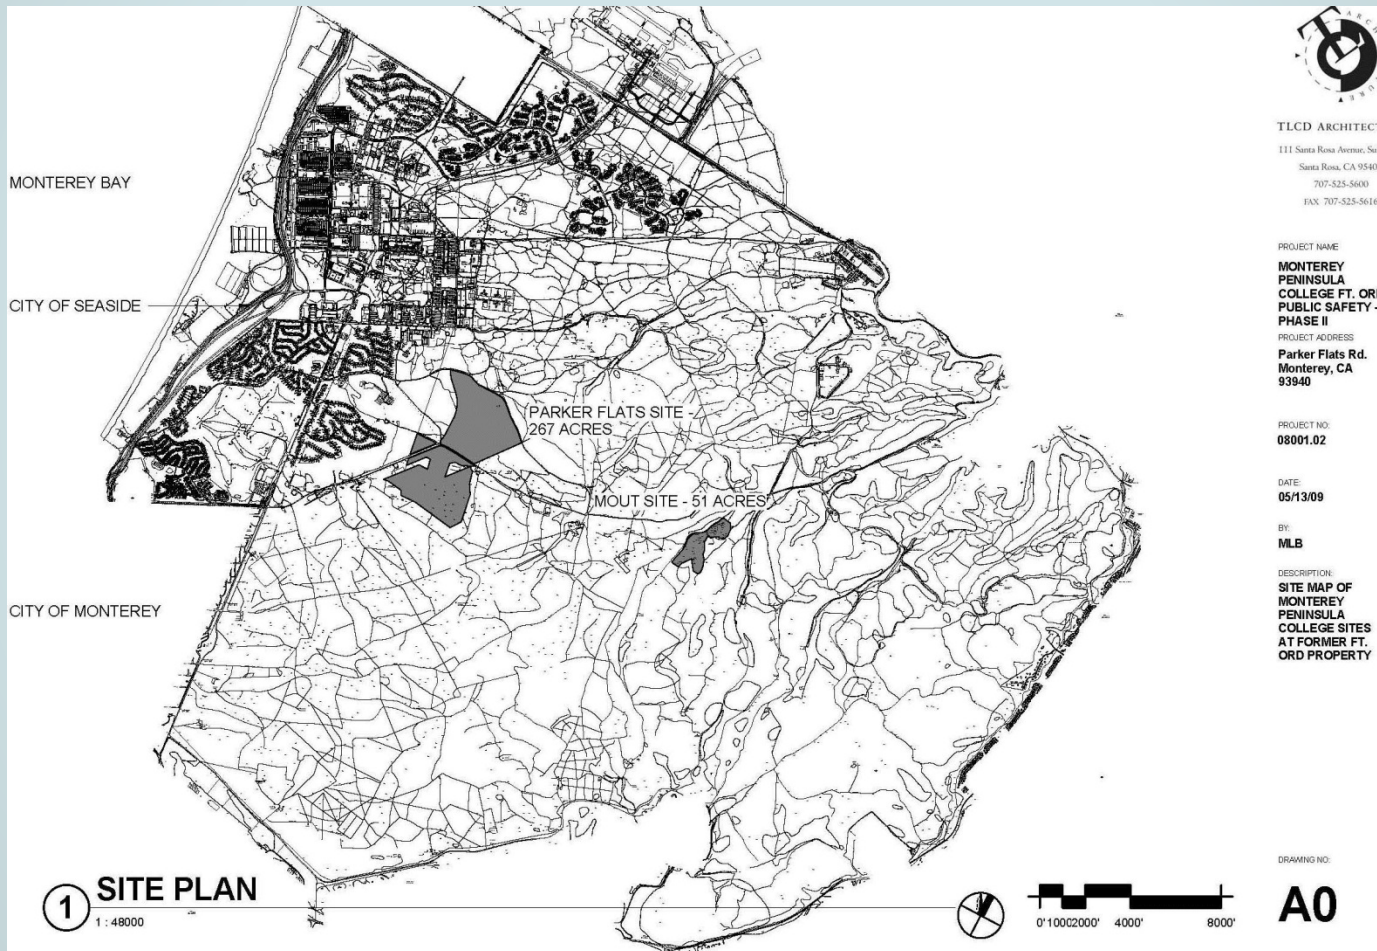 MONTEREY BAY
CITY OF SEASIDE
PARKER FLATS SITE -
267 ACRES
MOUT SITE - 51 ACRES
CITY OF MONTEREY
1
SITE PLAN
1 : 48000
0' 1000 2000' 4000' 8000'
TLCD ARCHITECT
111 Santa Rosa Avenue, Su
Santa Rosa, CA 9540
707-525-5600
FAX 707-525-5616
PROJECT NAME
MONTEREY
PENINSULA
COLLEGE FT. OR
PUBLIC SAFETY -
PHASE II
PROJECT ADDRESS
Parker Flats Rd.
Monterey, CA
93940
PROJECT NO:
08001.02
DATE:
05/13/09
BY:
MLB
DESCRIPTION:
SITE MAP OF
MONTEREY
PENINSULA
COLLEGE SITES
AT FORMER FT.
ORD PROPERTY
DRAWING NO:
A0